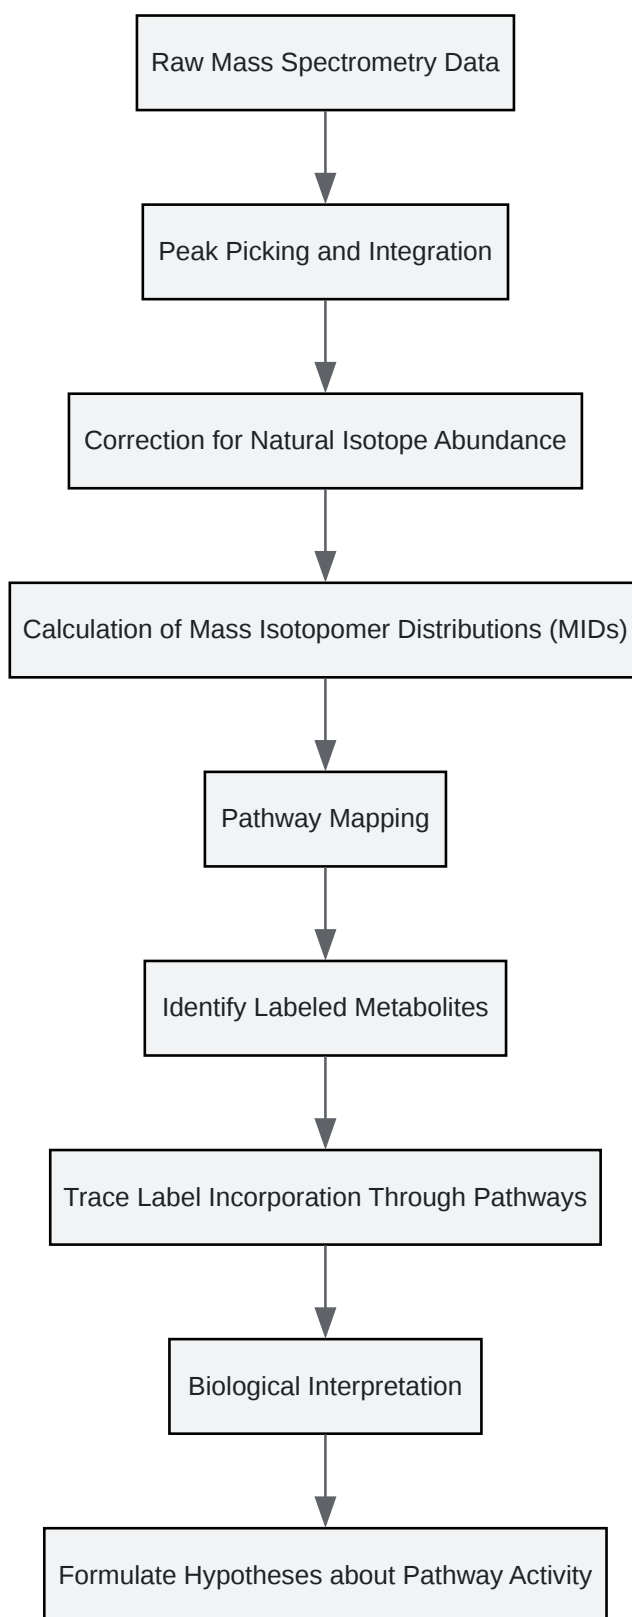 Raw Mass Spectrometry Data
Peak Picking and Integration
Correction for Natural Isotope Abundance
Calculation of Mass Isotopomer Distributions (MIDs)
Pathway Mapping
Identify Labeled Metabolites
Trace Label Incorporation Through Pathways
Biological Interpretation
Formulate Hypotheses about Pathway Activity